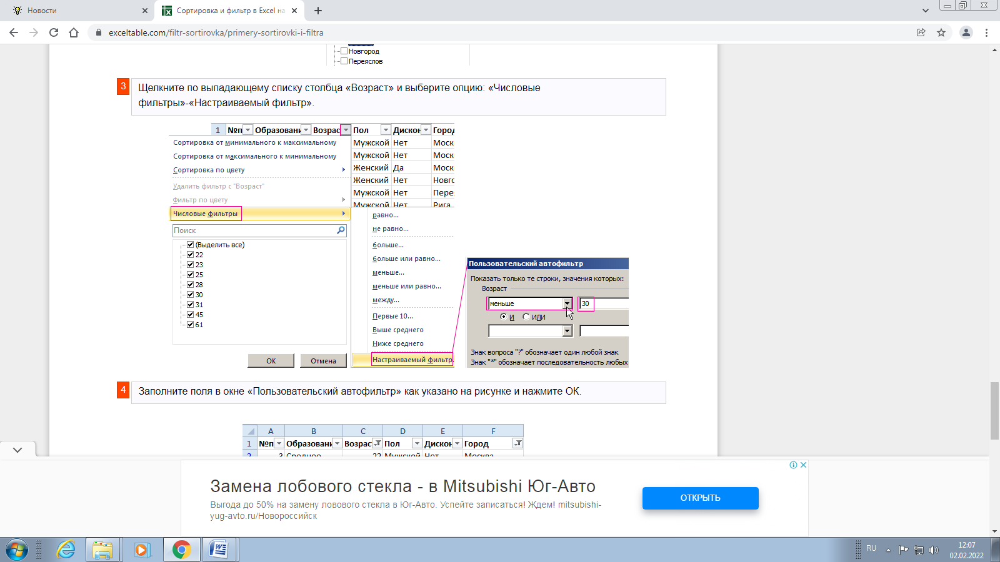 Новости
Сортировка и фильтр в Excel на
exceltable.com/filtr-sortirovka/primery-sortirovki-i-filtra
Новгород
Переяслов
3
Щелкните по выпадающему списку столбца «Возраст» и выберите опцию: «Числовые
фильтры»-«Настраиваемый фильтр».
1 №п Образовани Возрас Пол Дискон Город
Сортировка от минимального к максимальному
Сортировка от максимального к минимальному
Сортировка по цвету
Удалить фильтр с "Возраст"
Фильтр по цвету
Числовые фильтры
Поиск
(Выделить все)
22
23
25
28
30
31
45
61
ОК Отмена
Мужской Нет Моск
Мужской Нет Моск
Женский Да Моск
Женский Нет Новго
Мужской Нет Пере
Мужской Нет Рига
равно...
не равно...
больше...
больше или равно...
меньше...
меньше или равно...
между...
Первые 10...
Выше среднего
Ниже среднего
Настраиваемый фильтр.
Пользовательский автофильтр
Показать только те строки, значения которых:
Возраст
меньше 30
И ИЛИ
Знак вопроса "?" обозначает один любой знак
Знак "*" обозначает последовательность любых
4
Заполните поля в окне «Пользовательский автофильтр» как указано на рисунке и нажмите ОК.
A B C D E F
1 №п Образовани Возрас Пол Дискон Город
2 3 Среднее 22 Мужской Нет Москва
Замена лобового стекла - в Mitsubishi Юг-Авто
Выгода до 50% на замену ловового стекла в Юг-Авто. Успейте записаться! Ждем! mitsubishi-
yug-avto.ru/Новороссийск
ОТКРЫТЬ
RU
12:07
02.02.2022